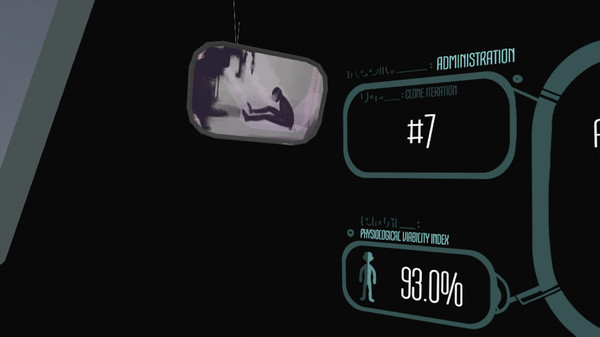 : ADMINISTRATION
: CLONE ITERATION
#7
PHYSIOLOGICAL VIABILITY INDEX
93.0%